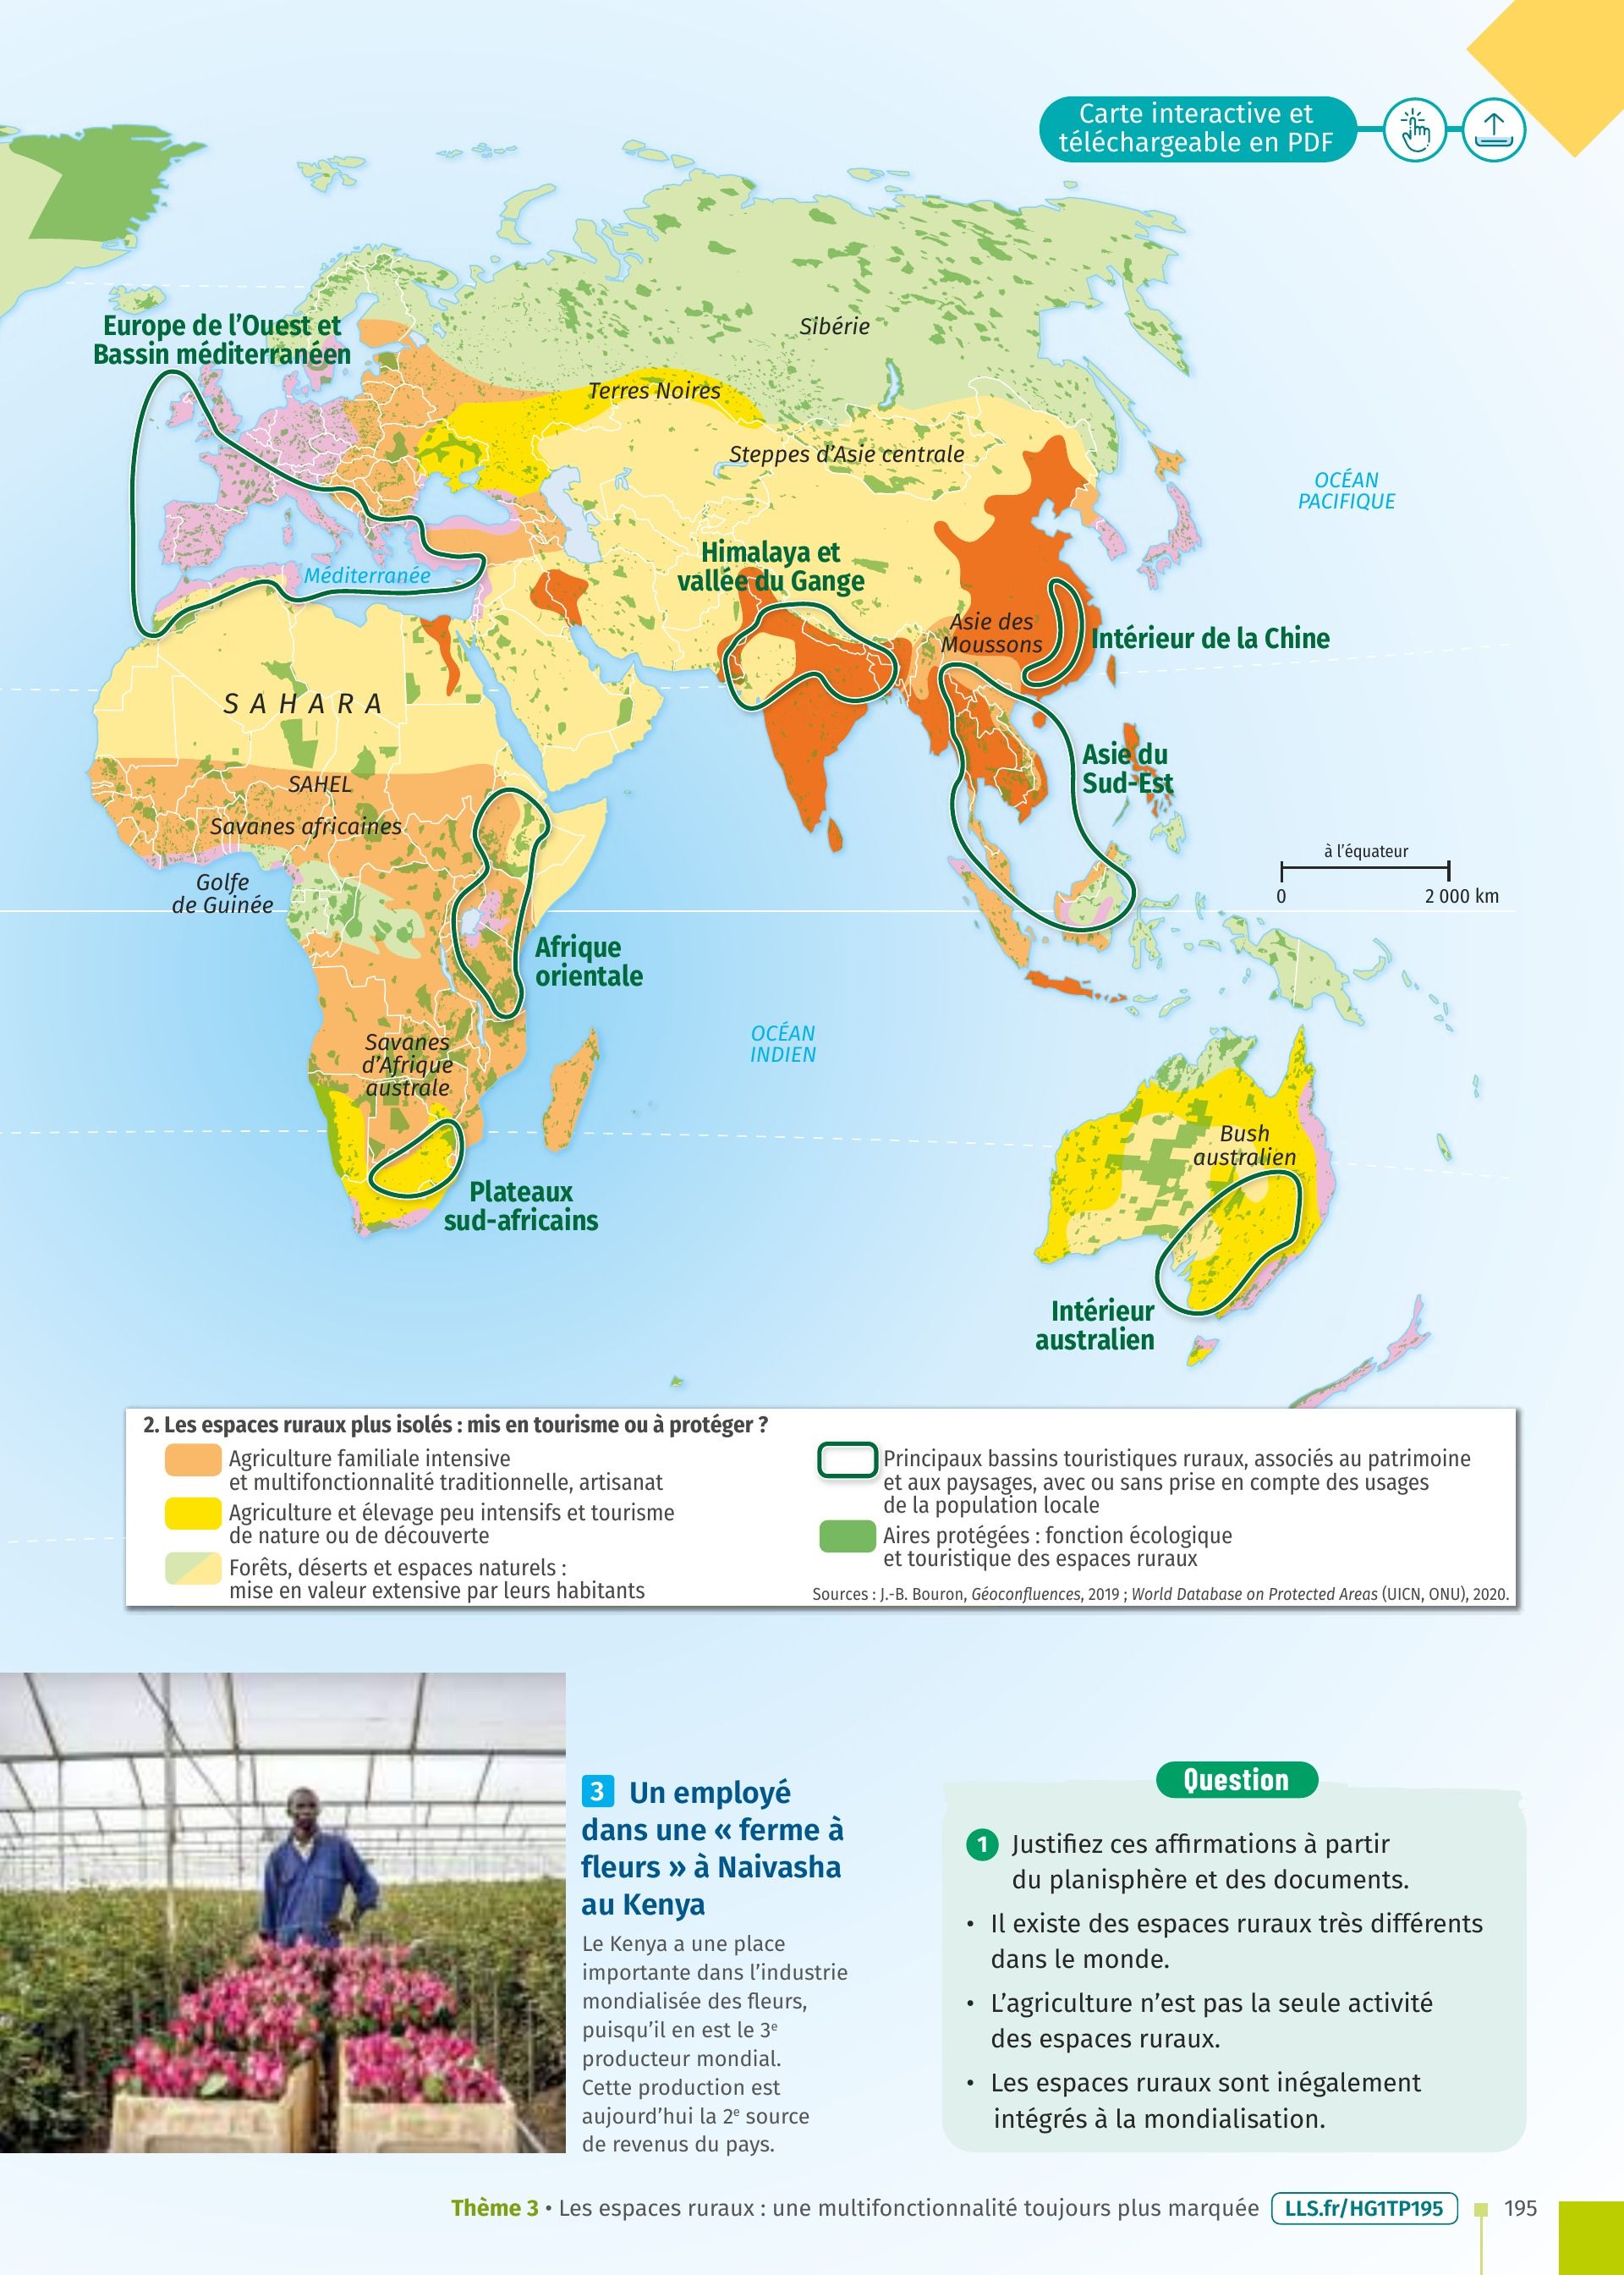 Carte interactive et
téléchargeable en PDF
Europe de l'Ouest et
Bassin méditerranéen
Sibérie
Terres Noires
Steppes d'Asie centrale
OCÉAN
PACIFIQUE
Himalaya et
vallée du Gange
Méditerranée
Asie des
Moussons
Intérieur de la Chine
SAHARA
Asie du
Sud-Est
SAHEL
Savanes africaines
Golfe
de Guinée
à l'équateur
0
2 000 km
Afrique
orientale
OCÉAN
INDIEN
Savanes
d'Afrique
australe
Bush
australien
Plateaux
sud-africains
Intérieur
australien
2. Les espaces ruraux plus isolés : mis en tourisme ou à protéger ?
Agriculture familiale intensive
et multifonctionnalité traditionnelle, artisanat
Agriculture et élevage peu intensifs et tourisme
de nature ou de découverte
Forêts, déserts et espaces naturels :
mise en valeur extensive par leurs habitants
Principaux bassins touristiques ruraux, associés au patrimoine
et aux paysages, avec ou sans prise en compte des usages
de la population locale
Aires protégées : fonction écologique
et touristique des espaces ruraux
Sources : J.-B. Bouron, Géoconfluences, 2019 ; World Database on Protected Areas (UICN, ONU), 2020.
3 Un employé
dans une « ferme à
fleurs » à Naivasha
au Kenya
Le Kenya a une place
importante dans l'industrie
mondialisée des fleurs,
puisqu'il en est le 3e
producteur mondial.
Cette production est
aujourd'hui la 2e source
de revenus du pays.
Question
1 Justifiez ces affirmations à partir
du planisphère et des documents.
• Il existe des espaces ruraux très différents
dans le monde.
• L'agriculture n'est pas la seule activité
des espaces ruraux.
• Les espaces ruraux sont inégalement
intégrés à la mondialisation.
Thème 3 • Les espaces ruraux : une multifonctionnalité toujours plus marquée LLS.fr/HG1TP195 195